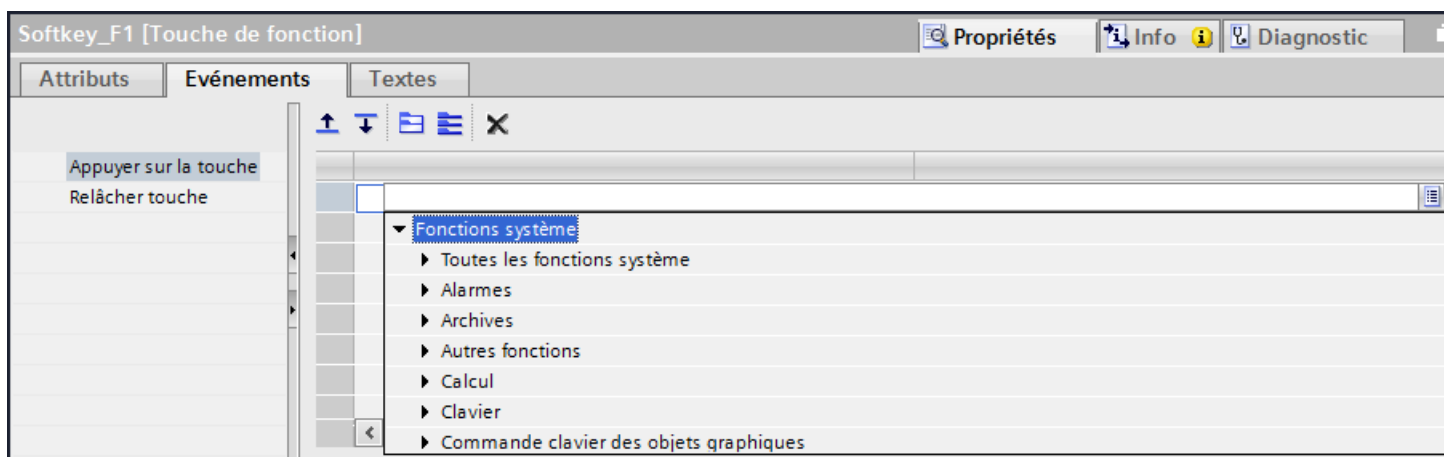 Softkey_F1 [Touche de fonction]
Propriétés
Info
Diagnostic
Attributs
Evénements
Textes
Appuyer sur la touche
Relâcher touche
Fonctions système
Toutes les fonctions système
Alarmes
Archives
Autres fonctions
Calcul
Clavier
Commande clavier des objets graphiques